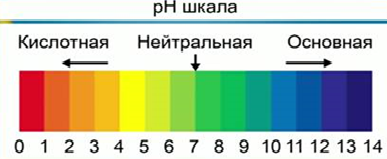 pH шкала
Кислотная Нейтральная Основная
0 1 2 3 4 5 6 7 8 9 10 11 12 13 14